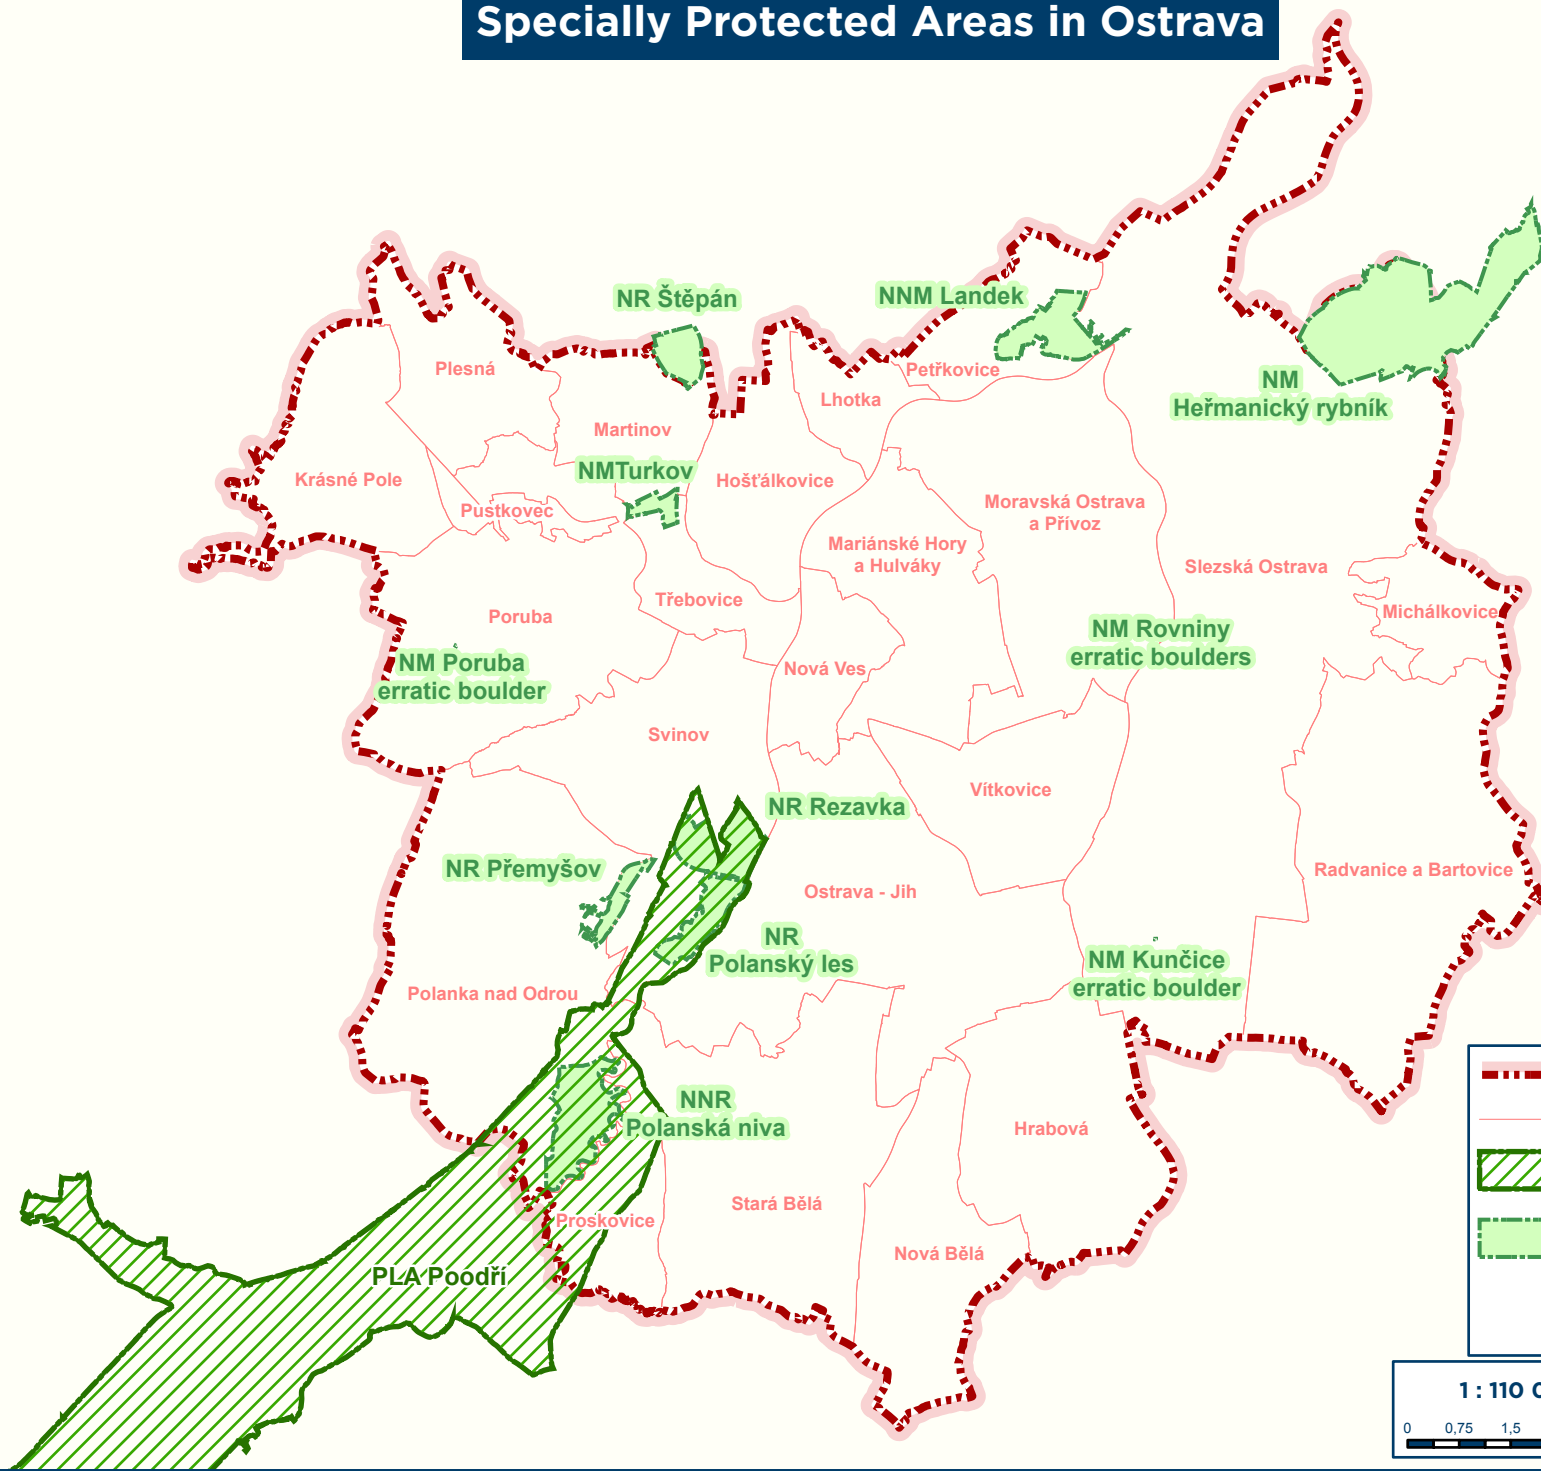 Specially Protected Areas in Ostrava
NR Štěpán
NNM Landek
Plesná
Petřkovice
NM
Heřmanický rybník
Lhotka
Martinov
NMTurkov
Krásné Pole
Hošťálkovice
Pustkovec
Moravská Ostrava
a Přívoz
Mariánské Hory
a Hulváky
Slezská Ostrava
Třebovice
Michálkovice
Poruba
NM Rovniny
erratic boulders
NM Poruba
erratic boulder
Nová Ves
Svinov
Vítkovice
NR Rezavka
NR Přemyšov
Radvanice a Bartovice
Ostrava - Jih
NR
Polanský les
NM Kunčice
erratic boulder
Polanka nad Odrou
NNR
Polanská niva
Hrabová
Stará Bělá
Proskovice
Nová Bělá
PLA Poodří
1 : 110 0
0 0,75 1,5